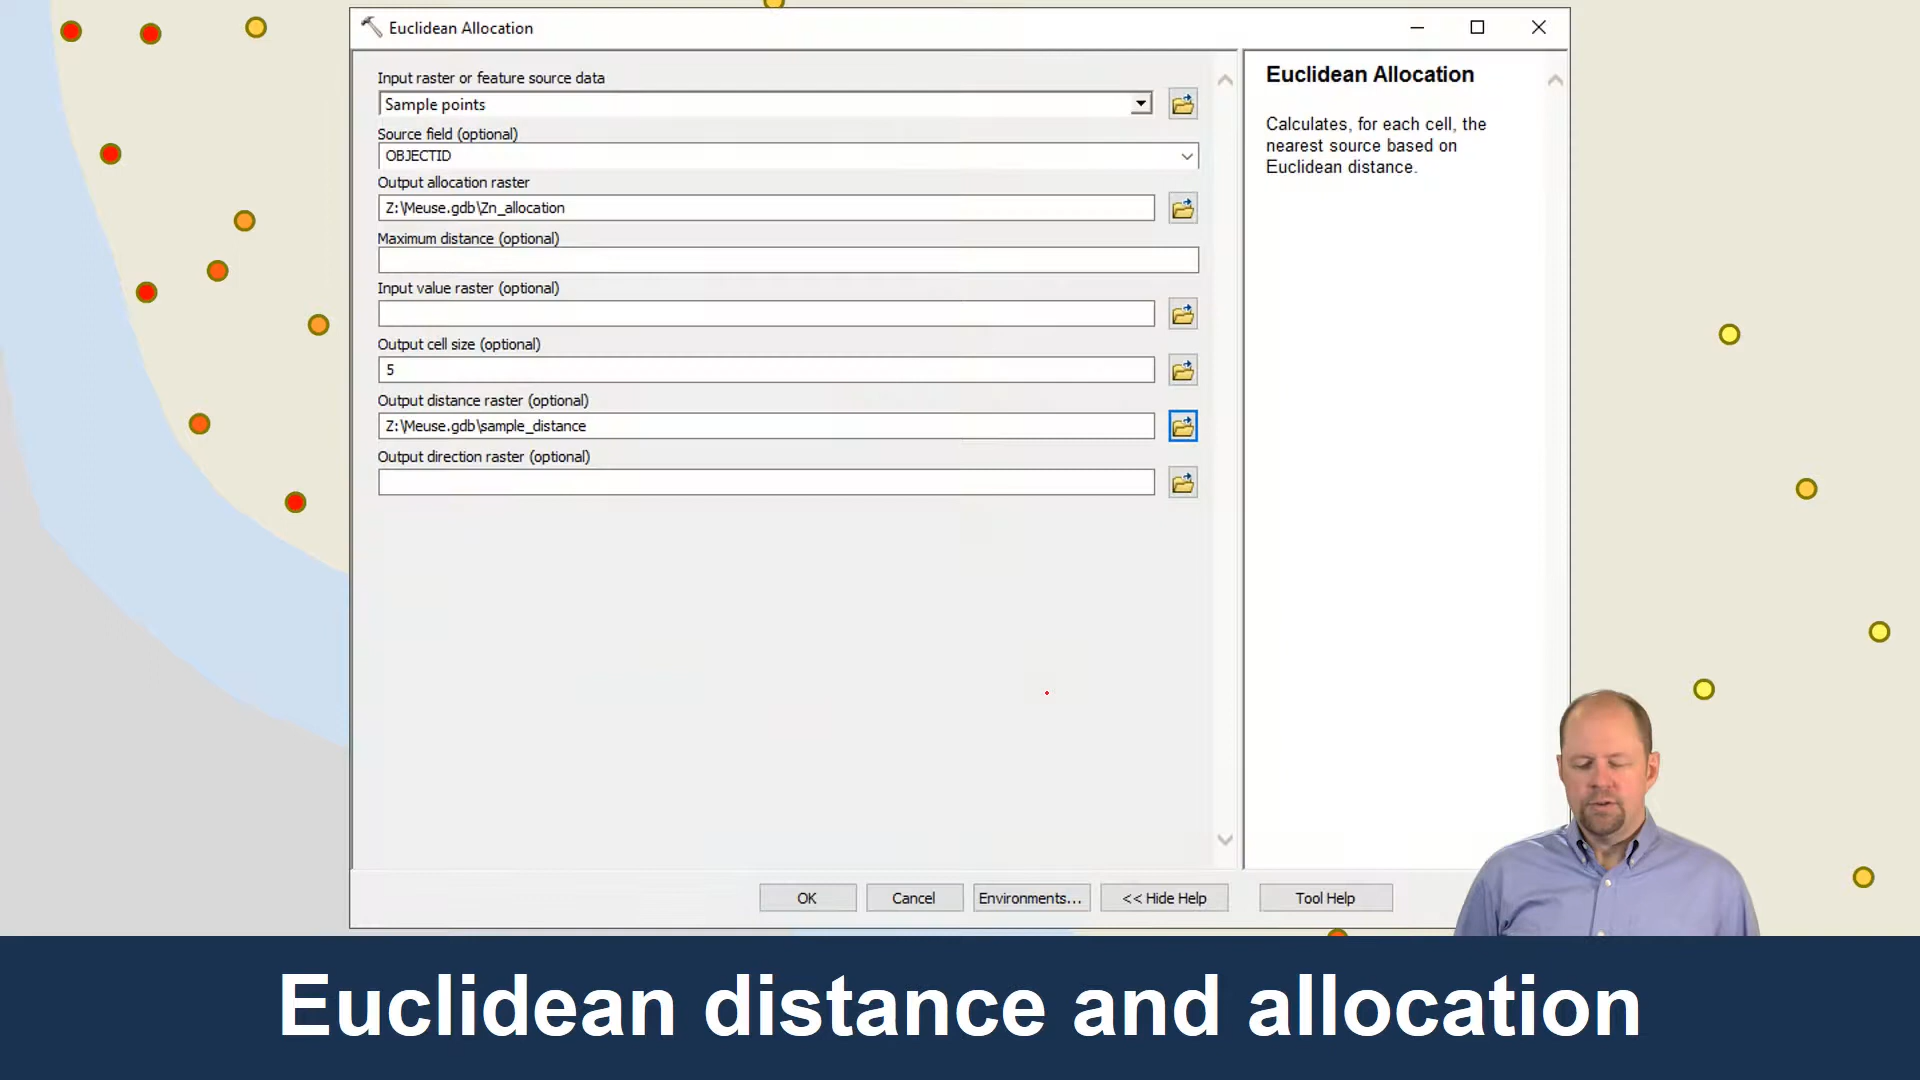 Euclidean Allocation
Input raster or feature source data
Sample points
Source field (optional)
OBJECTID
Output allocation raster
Z:\Meuse.gdb\Zn_allocation
Maximum distance (optional)
Input value raster (optional)
Output cell size (optional)
5
Output distance raster (optional)
Z:\Meuse.gdb\sample_distance
Output direction raster (optional)
Euclidean Allocation
Calculates, for each cell, the
nearest source based on
Euclidean distance.
OK
Cancel
Environments...
<< Hide Help
Tool Help
Euclidean distance and allocation